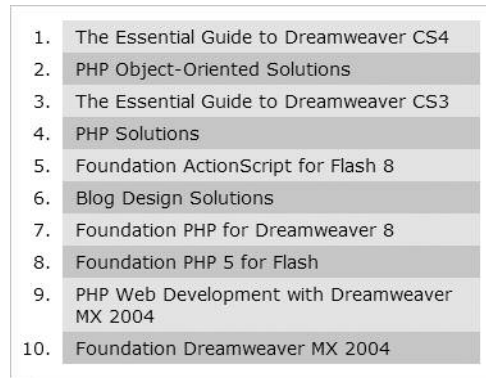 1. The Essential Guide to Dreamweaver CS4
2. PHP Object-Oriented Solutions
3. The Essential Guide to Dreamweaver CS3
4. PHP Solutions
5. Foundation ActionScript for Flash 8
6. Blog Design Solutions
7. Foundation PHP for Dreamweaver 8
8. Foundation PHP 5 for Flash
9. PHP Web Development with Dreamweaver
MX 2004
10. Foundation Dreamweaver MX 2004